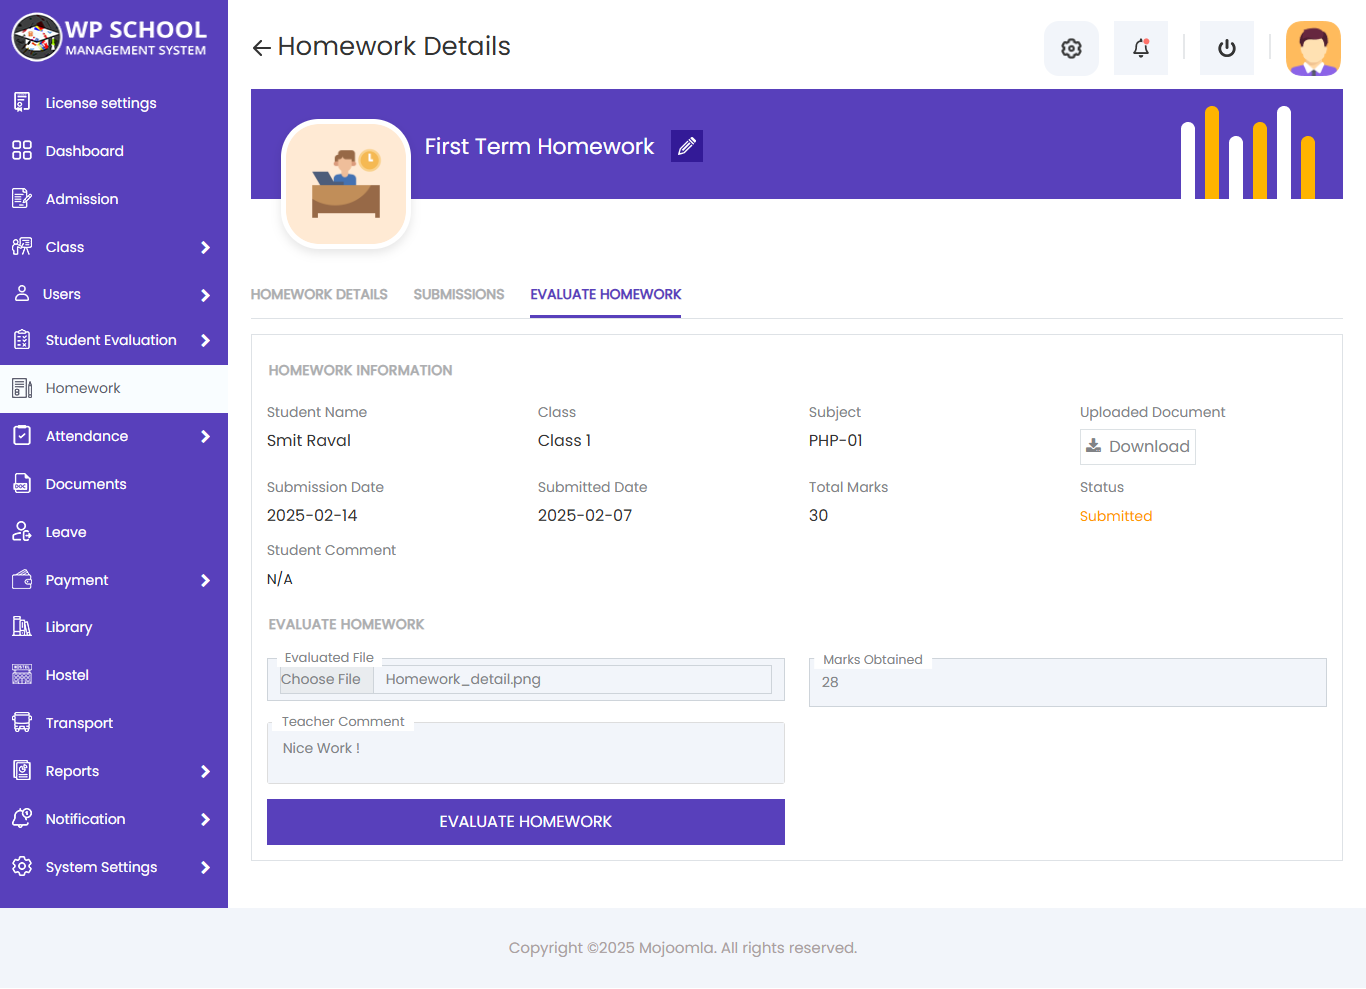 WP SCHOOL
MANAGEMENT SYSTEM
License settings
Dashboard
Admission
Class
Users
Student Evaluation
Homework
Attendance
Documents
Leave
Payment
Library
Hostel
Transport
Reports
Notification
System Settings
Homework Details
First Term Homework
HOMEWORK DETAILS SUBMISSIONS EVALUATE HOMEWORK
HOMEWORK INFORMATION
Student Name Class Subject Uploaded Document
Smit Raval Class 1 PHP-01 Download
Submission Date Submitted Date Total Marks Status
2025-02-14 2025-02-07 30 Submitted
Student Comment
N/A
EVALUATE HOMEWORK
Evaluated File Marks Obtained
Choose File Homework_detail.png 28
Teacher Comment
Nice Work !
EVALUATE HOMEWORK
Copyright ©2025 Mojoomla. All rights reserved.